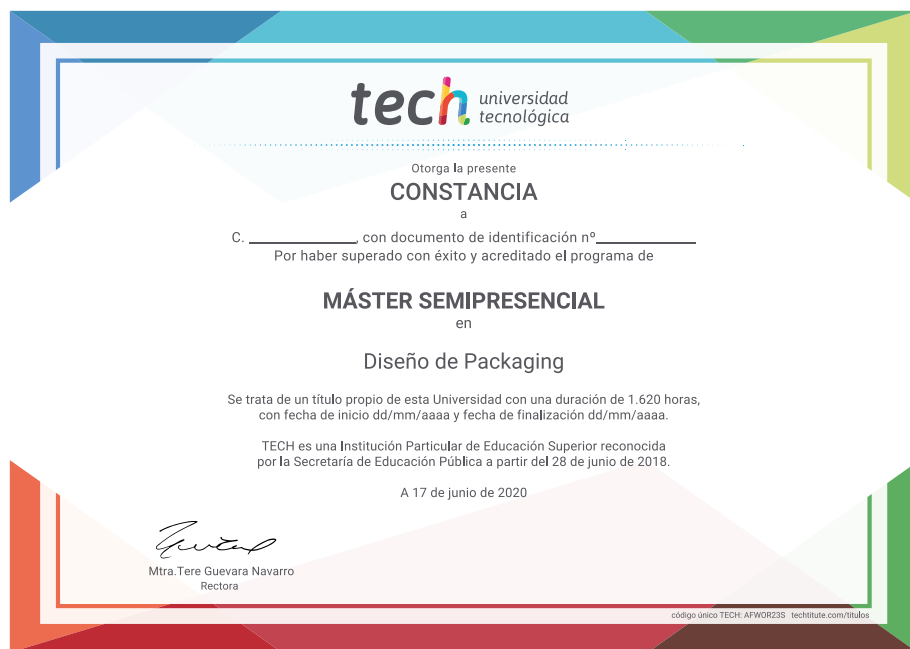 tech universidad
tecnológica
Otorga la presente
CONSTANCIA
a
C. ______________, con documento de identificación nº_____________
Por haber superado con éxito y acreditado el programa de
MÁSTER SEMIPRESENCIAL
en
Diseño de Packaging
Se trata de un título propio de esta Universidad con una duración de 1.620 horas,
con fecha de inicio dd/mm/aaaa y fecha de finalización dd/mm/aaaa.
TECH es una Institución Particular de Educación Superior reconocida
por la Secretaría de Educación Pública a partir del 28 de junio de 2018.
A 17 de junio de 2020
Mtra.Tere Guevara Navarro
Rectora
código único TECH: AFWOR23S techtitute.com/titulos